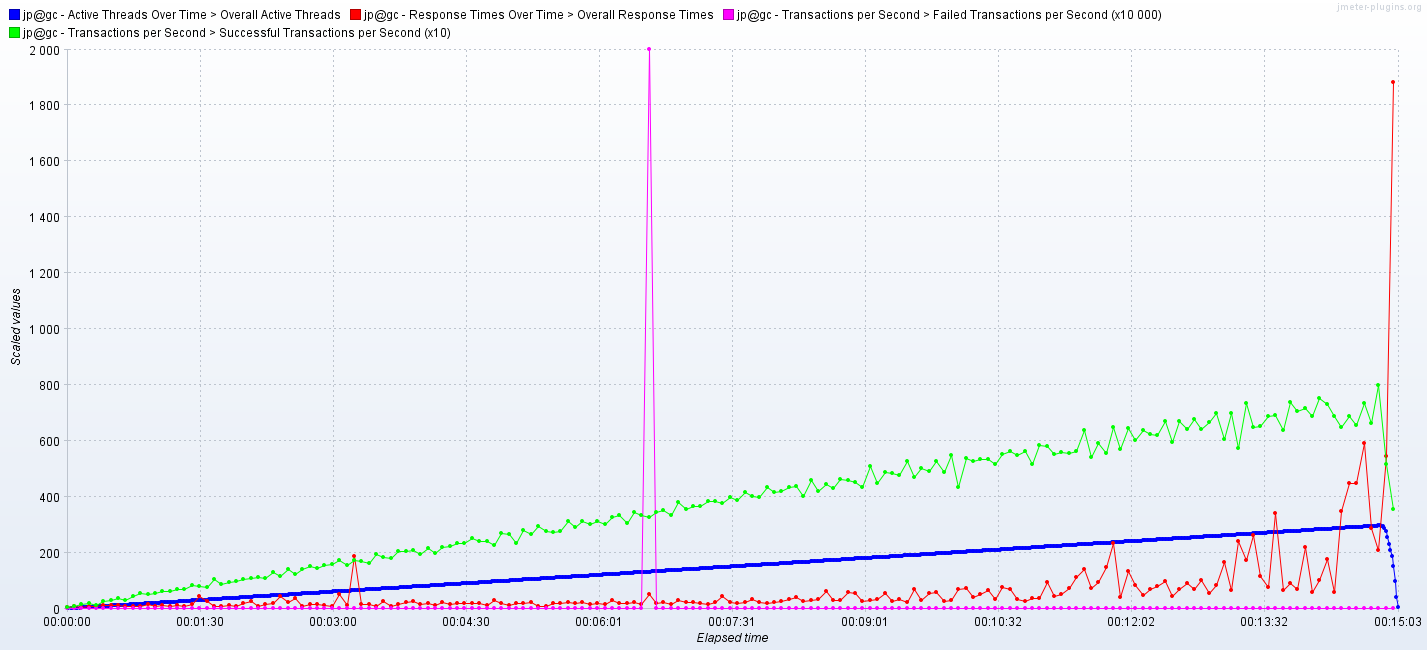 jp@gc - Active Threads Over Time > Overall Active Threads jp@gc - Response Times Over Time > Overall Response Times jp@gc - Transactions per Second > Failed Transactions per Second (x10 000)
jmeter-plugins.org
jp@gc - Transactions per Second > Successful Transactions per Second (x10)
2 000
1 800
1 600
1 400
1 200
1 000
800
600
400
200
0
Scaled values
00:00:00 00:01:30 00:03:00 00:04:30 00:06:01 00:07:31 00:09:01 00:10:32 00:12:02 00:13:32 00:15:03
Elapsed time